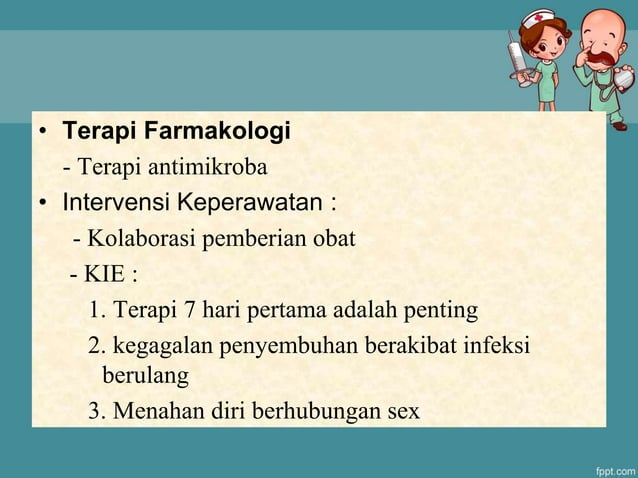 • Terapi Farmakologi
- Terapi antimikroba
• Intervensi Keperawatan :
- Kolaborasi pemberian obat
- KIE :
1. Terapi 7 hari pertama adalah penting
2. kegagalan penyembuhan berakibat infeksi
berulang
3. Menahan diri berhubungan sex
fppt.com